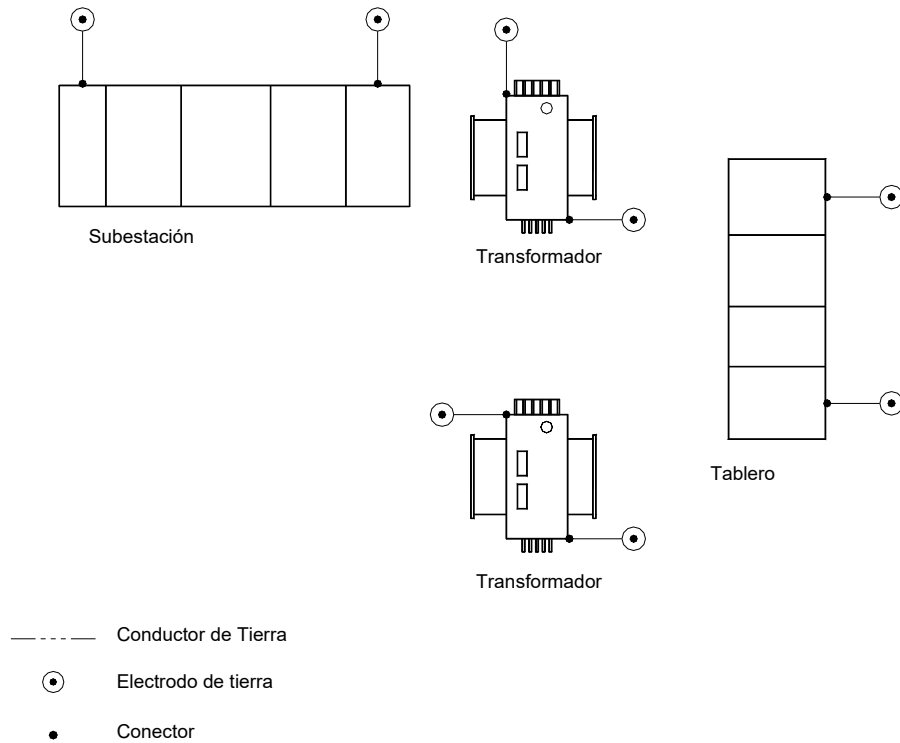 Subestación
Transformador
Tablero
Transformador
Conductor de Tierra
Electrodo de tierra
Conector